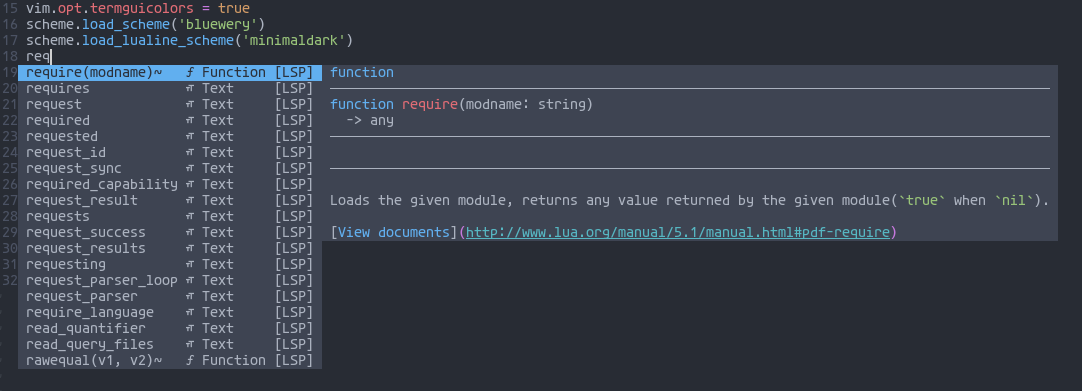 15 vim.opt.termguicolors = true
16 scheme.load_scheme('bluewery')
17 scheme.load_lualine_scheme('minimaldark')
18 req
19 require(modname)~ ƒ Function [LSP] function
20 requires Text [LSP]
21 request Text [LSP] function require(modname: string)
22 required Text [LSP] -> any
23 requested Text [LSP]
24 request_id Text [LSP]
25 request_sync Text [LSP]
26 required_capability Text [LSP]
27 request_result Text [LSP] Loads the given module, returns any value returned by the given module(`true` when `nil`).
28 requests Text [LSP]
29 request_success Text [LSP] [View documents](http://www.lua.org/manual/5.1/manual.html#pdf-require)
30 request_results Text [LSP]
31 requesting Text [LSP]
32 request_parser_loop Text [LSP]
request_parser Text [LSP]
require_language Text [LSP]
read_quantifier Text [LSP]
read_query_files Text [LSP]
rawequal(v1, v2)~ ƒ Function [LSP]